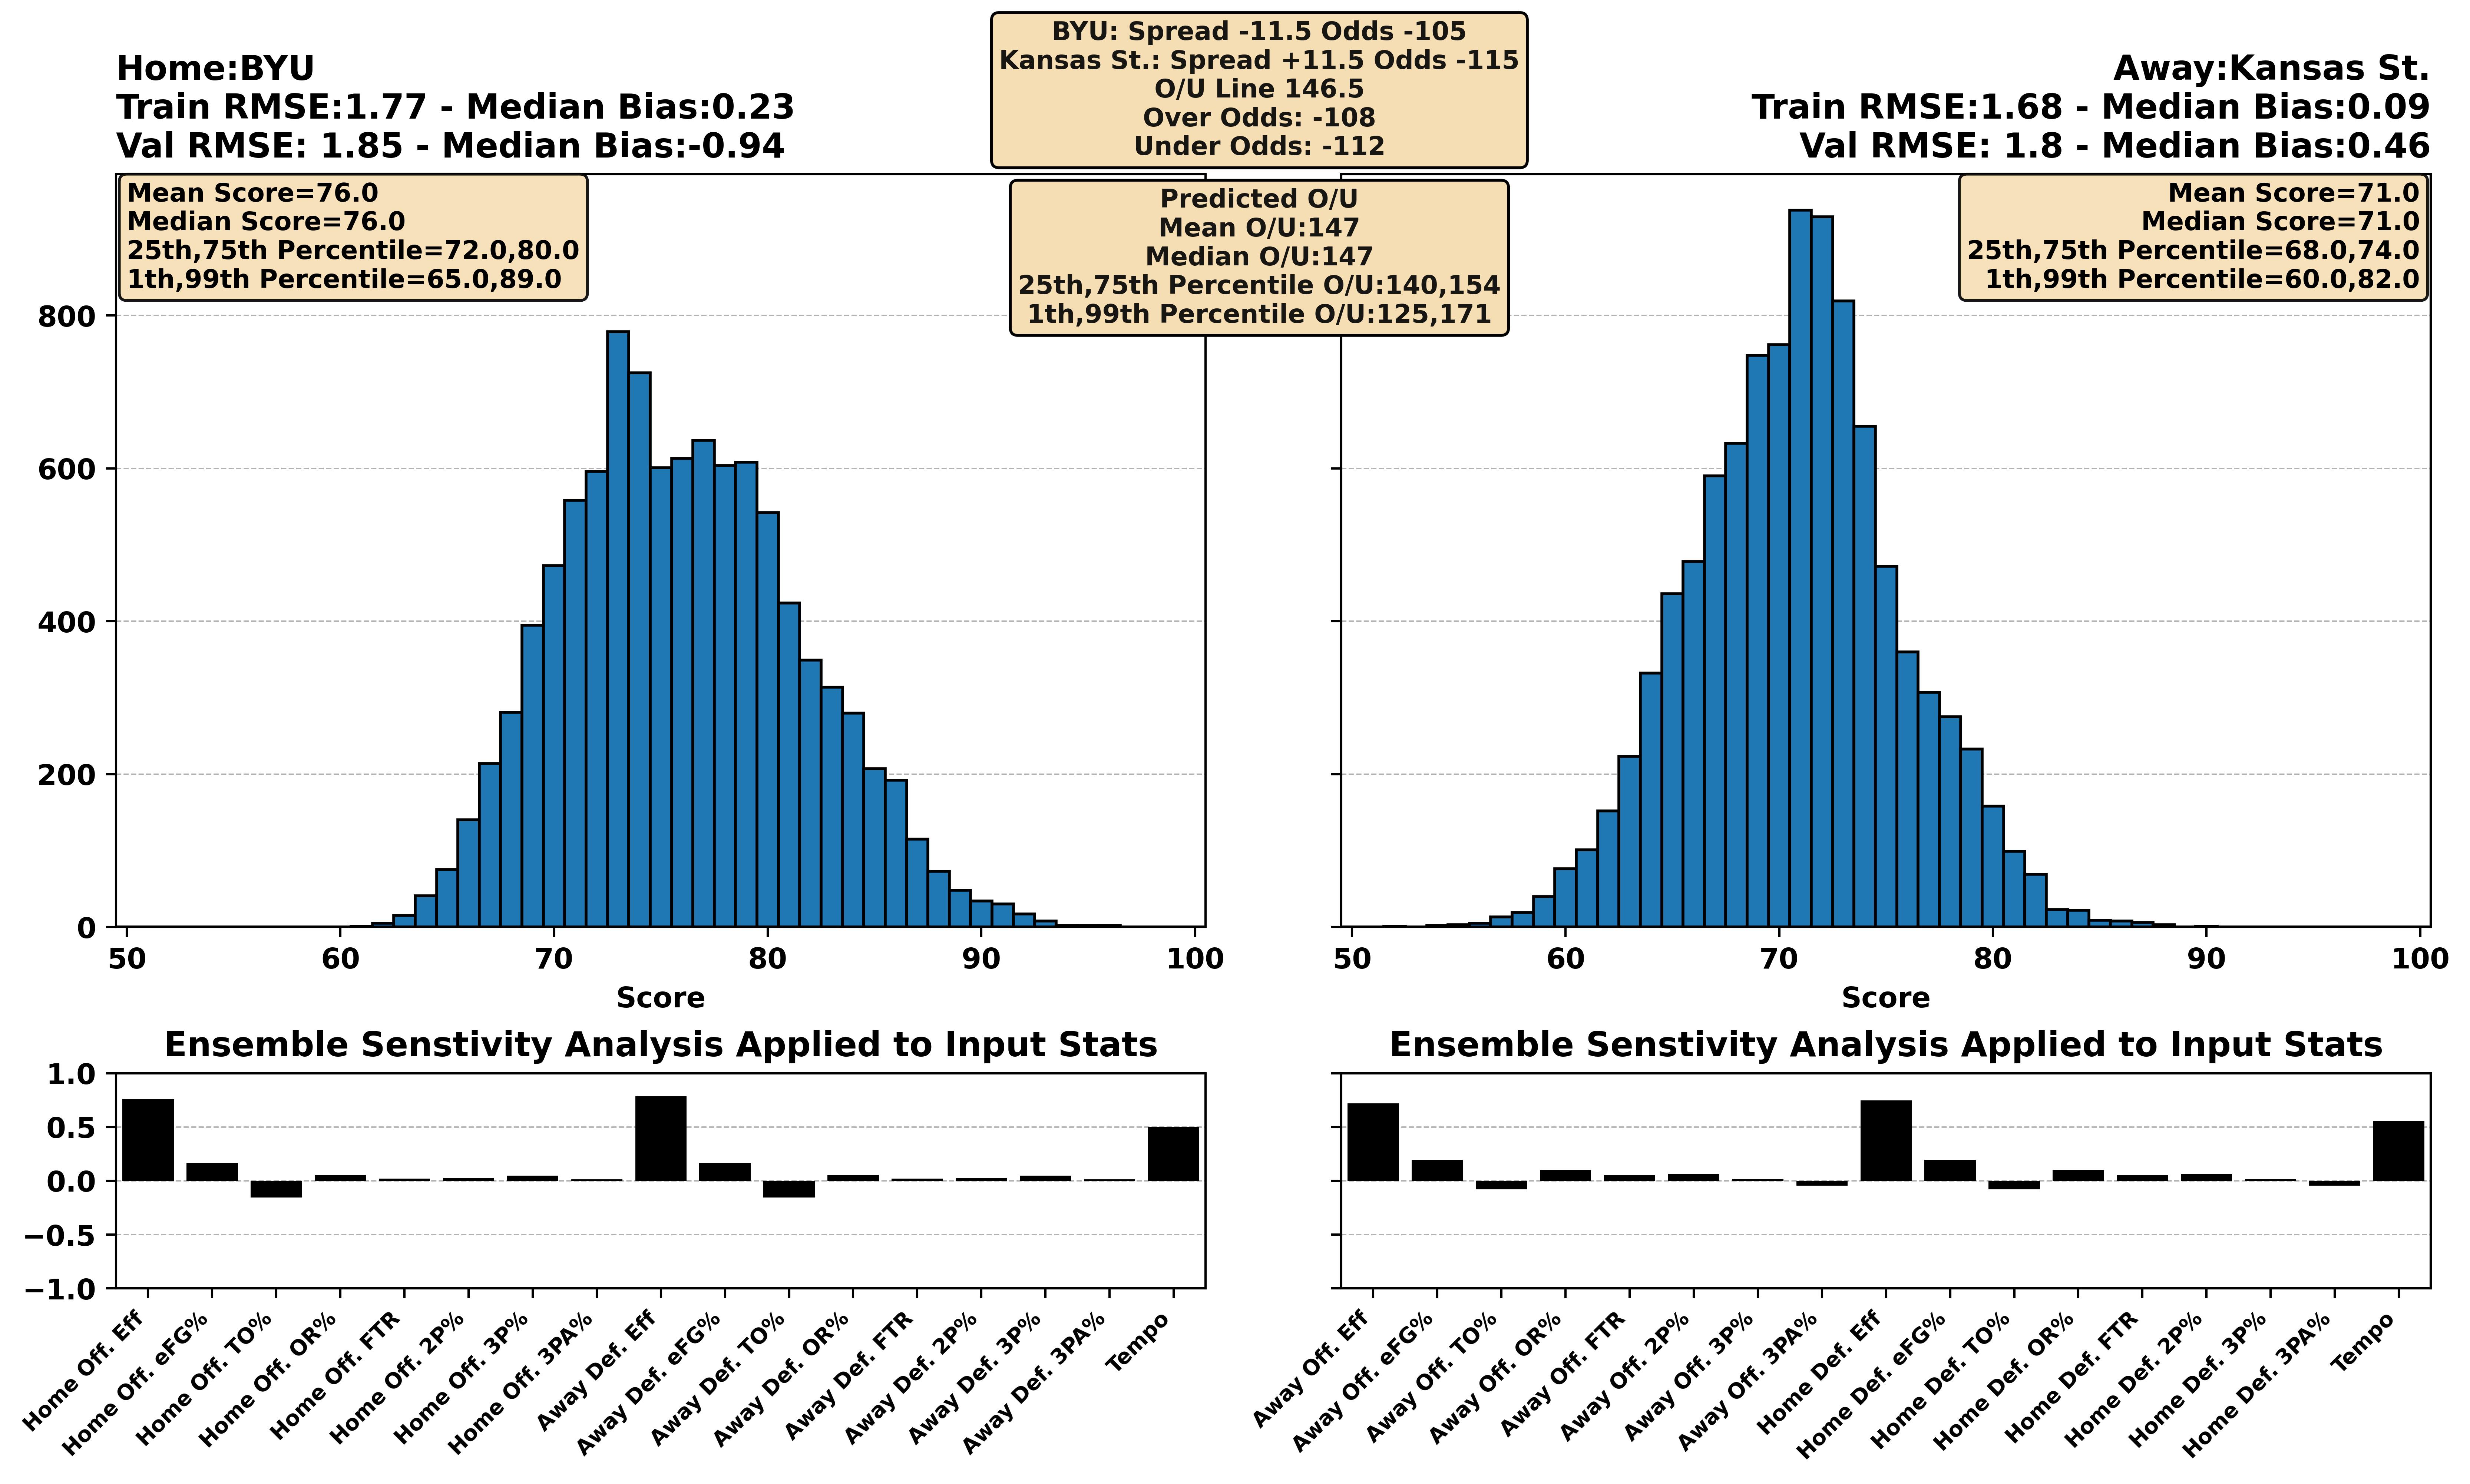 BYU: Spread -11.5 Odds -105
Kansas St.: Spread +11.5 Odds -115
O/U Line 146.5
Over Odds: -108
Under Odds: -112
Home:BYU
Train RMSE:1.77 - Median Bias:0.23
Val RMSE: 1.85 - Median Bias:-0.94
Away:Kansas St.
Train RMSE:1.68 - Median Bias:0.09
Val RMSE: 1.8 - Median Bias:0.46
Mean Score=76.0
Median Score=76.0
25th,75th Percentile=72.0,80.0
1th,99th Percentile=65.0,89.0
Predicted O/U
Mean O/U:147
Median O/U:147
25th,75th Percentile O/U:140,154
1th,99th Percentile O/U:125,171
Mean Score=71.0
Median Score=71.0
25th,75th Percentile=68.0,74.0
1th,99th Percentile=60.0,82.0
800
600
400
200
0
50 60 70 80 90 100
Score
50 60 70 80 90 100
Score
Ensemble Senstivity Analysis Applied to Input Stats
1.0
0.5
0.0
−0.5
−1.0
Home Off. Eff
Home Off. eFG%
Home Off. TO%
Home Off. OR%
Home Off. FTR
Home Off. 2P%
Home Off. 3P%
Home Off. 3PA%
Away Def. Eff
Away Def. eFG%
Away Def. TO%
Away Def. OR%
Away Def. FTR
Away Def. 2P%
Away Def. 3P%
Away Def. 3PA%
Tempo
Ensemble Senstivity Analysis Applied to Input Stats
Away Off. Eff
Away Off. eFG%
Away Off. TO%
Away Off. OR%
Away Off. FTR
Away Off. 2P%
Away Off. 3P%
Away Off. 3PA%
Home Def. Eff
Home Def. eFG%
Home Def. TO%
Home Def. OR%
Home Def. FTR
Home Def. 2P%
Home Def. 3P%
Home Def. 3PA%
Tempo